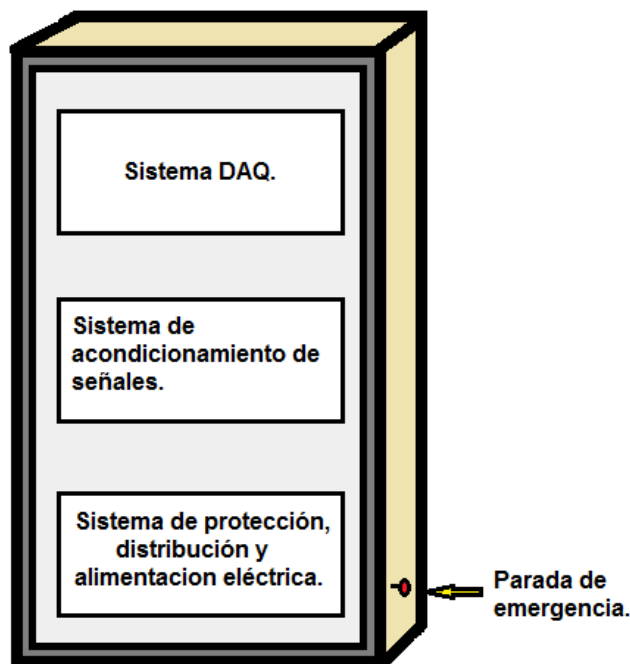 Sistema DAQ.
Sistema de
acondicionamiento de
señales.
Sistema de protección,
distribución y
alimentacion eléctrica.
Parada de
emergencia.